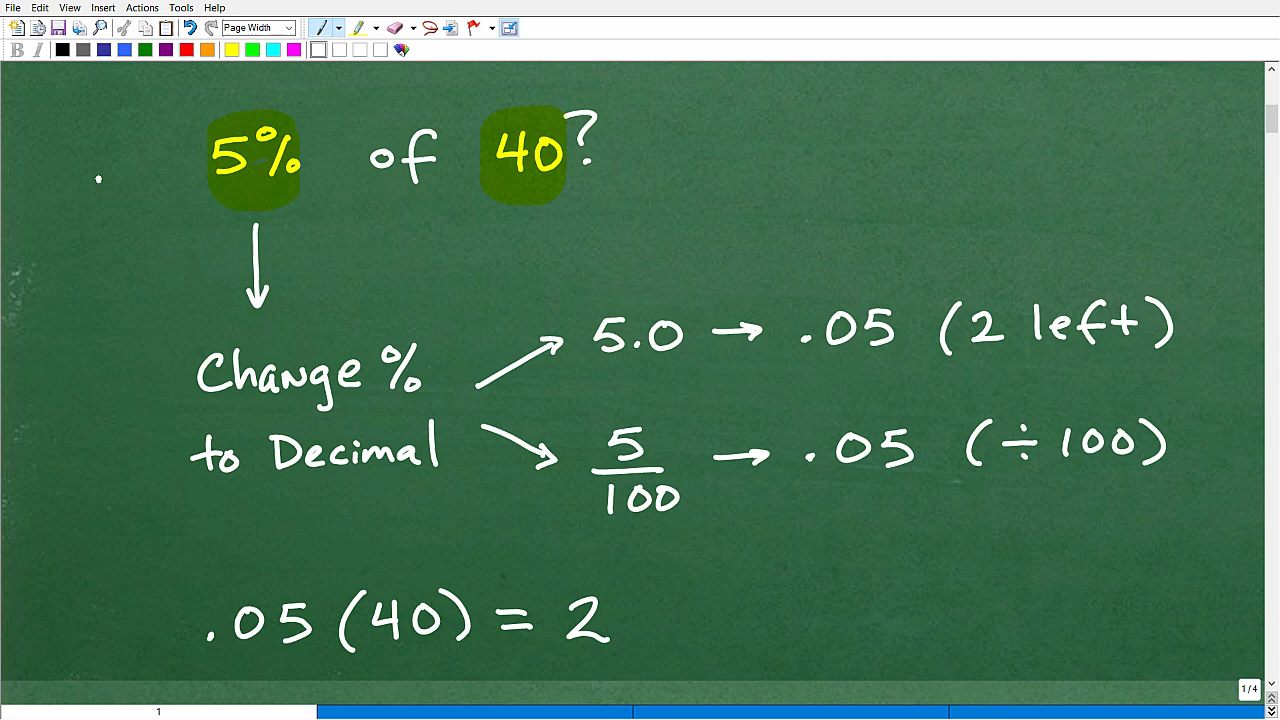 File Edit View Insert Actions Tools Help
Page Width
B I
5% of 40?
Change % → 5.0 → .05 (2 left)
to Decimal → 5/100 → .05 (÷100)
.05(40) = 2
1/4
1